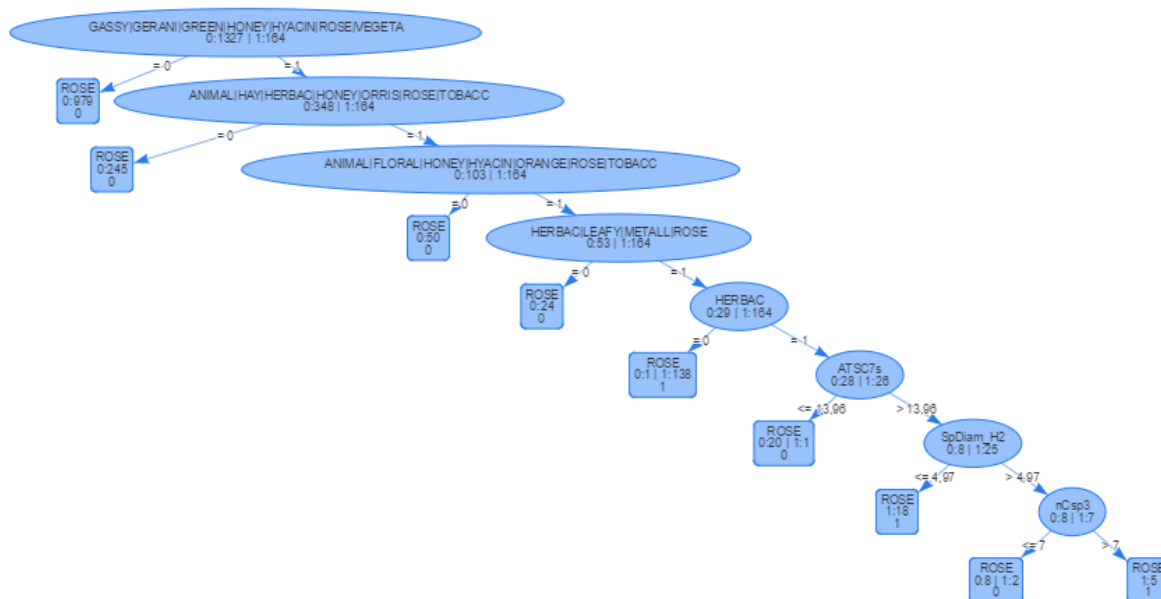 GASSY|GERANI|GREEN|HONEY|HYACIN|ROSE|VEGETA
0:1327 | 1:164
= 0
= 1
ROSE
0:979
0
ANIMAL|HAY|HERBAC|HONEY|ORRIS|ROSE|TOBACC
0:348 | 1:164
= 0
= 1
ROSE
0:245
0
ANIMAL|FLORAL|HONEY|HYACIN|ORANGE|ROSE|TOBACC
0:103 | 1:164
= 0
= 1
ROSE
0:50
0
HERBAC|LEAFY|METALL|ROSE
0:53 | 1:164
= 0
= 1
ROSE
0:24
0
HERBAC
0:29 | 1:164
= 0
= 1
ROSE
0:1 | 1:138
1
ATSC7s
0:28 | 1:26
<= 13,96
> 13,96
ROSE
0:20 | 1:1
0
SpDiam_H2
0:8 | 1:25
<= 4,97
> 4,97
ROSE
1:18
1
nCsp3
0:8 | 1:7
<= 7
> 7
ROSE
0:8 | 1:2
0
ROSE
1:5
1